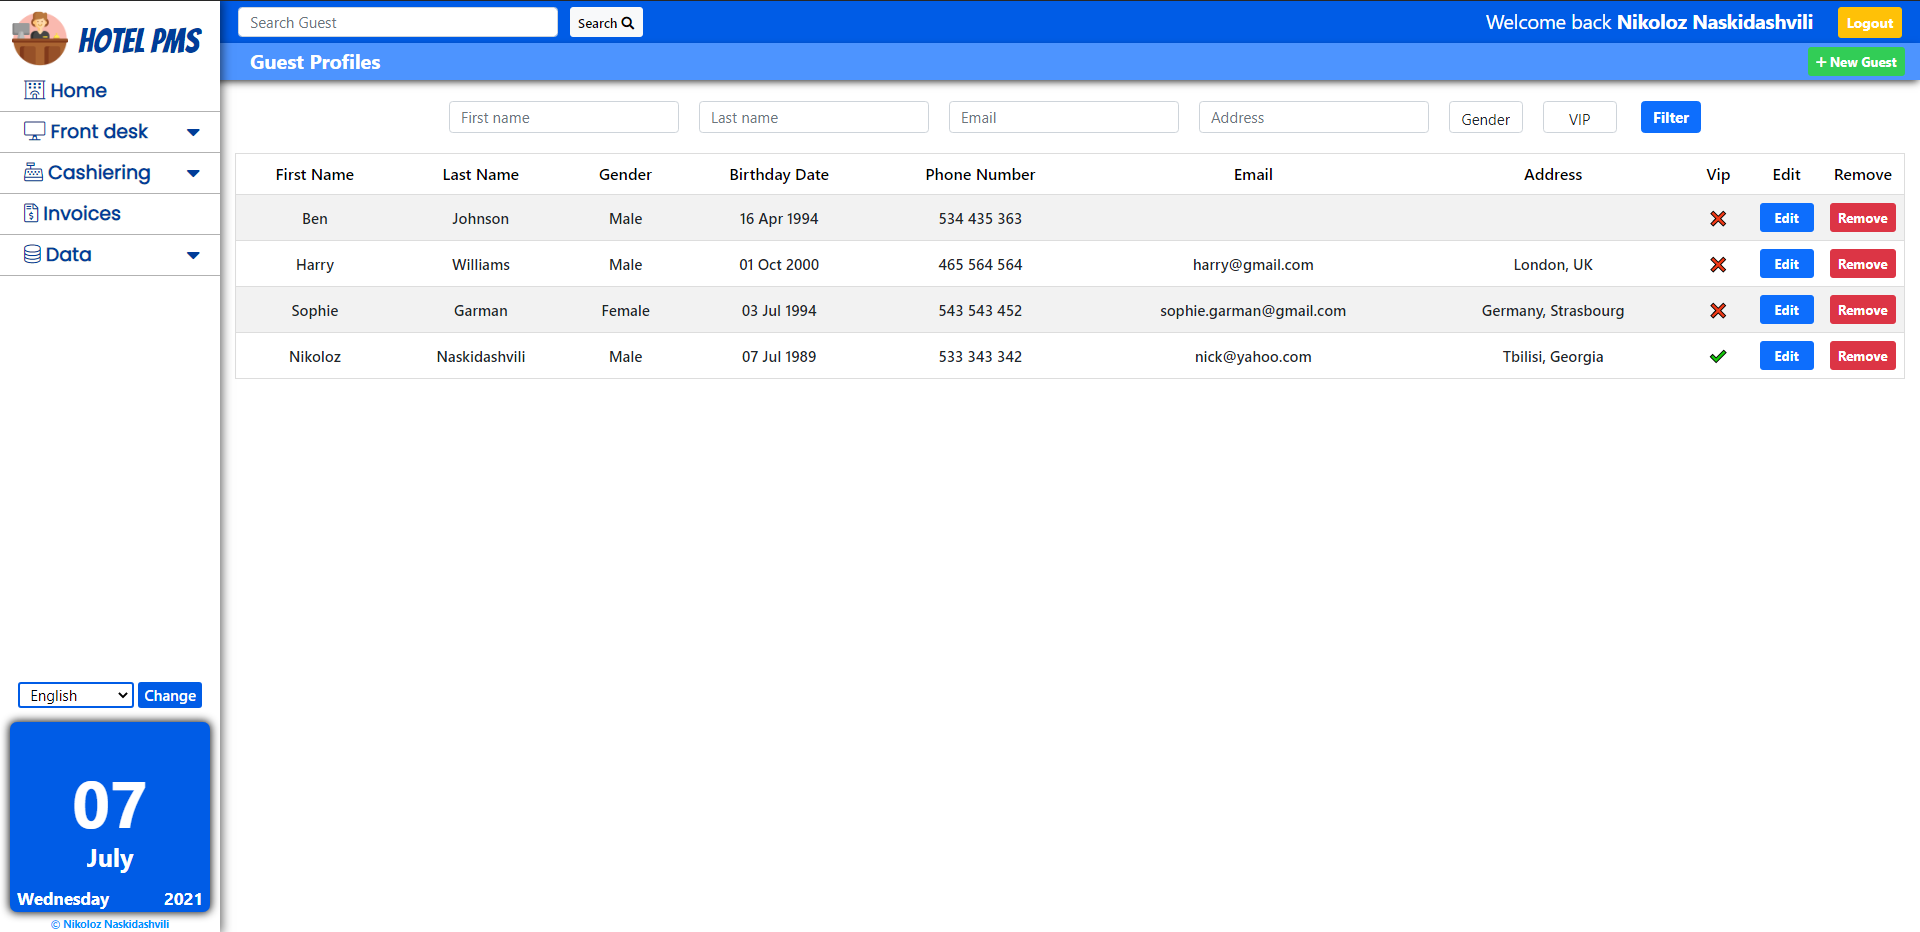 HOTEL PMS
Home
Front desk
Cashiering
Invoices
Data
English
Change
07
July
Wednesday 2021
© Nikoloz Naskidashvili
Search Guest
Search
Welcome back Nikoloz Naskidashvili
Logout
Guest Profiles
+ New Guest
First name Last name Email Address Gender VIP Filter
First Name Last Name Gender Birthday Date Phone Number Email Address Vip Edit Remove
Ben Johnson Male 16 Apr 1994 534 435 363 Edit Remove
Harry Williams Male 01 Oct 2000 465 564 564 harry@gmail.com London, UK Edit Remove
Sophie Garman Female 03 Jul 1994 543 543 452 sophie.garman@gmail.com Germany, Strasbourg Edit Remove
Nikoloz Naskidashvili Male 07 Jul 1989 533 343 342 nick@yahoo.com Tbilisi, Georgia Edit Remove